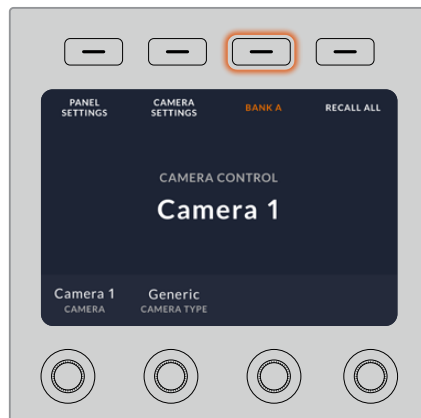 PANEL
SETTINGS
CAMERA
SETTINGS
BANK A
RECALL ALL
CAMERA CONTROL
Camera 1
Camera 1
CAMERA
Generic
CAMERA TYPE